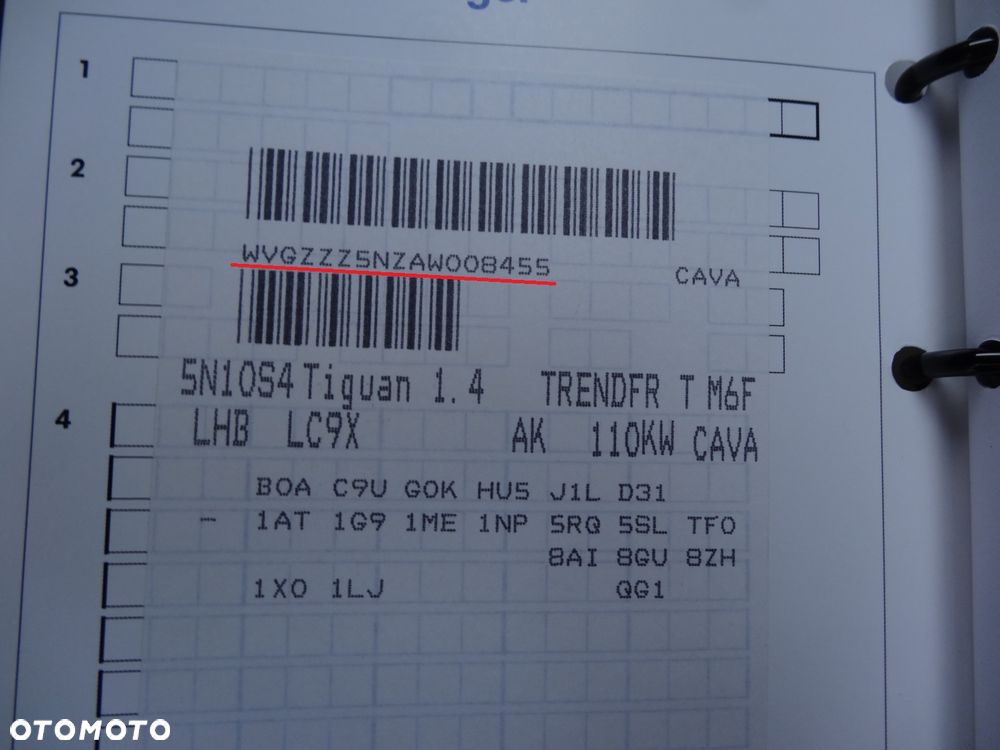 1
2
WVGZZZ5NZAW008455 CAVA
3
5N10S4 Tiguan 1.4 TRENDFR T M6F
4
LHB LC9X AK 110KW CAVA
B0A C9U G0K HU5 J1L D31
- 1AT 1G9 1ME 1NP 5RQ 5SL TF0
8AI 8GU 8ZH
1X0 1LJ QG1
OTOMOTO